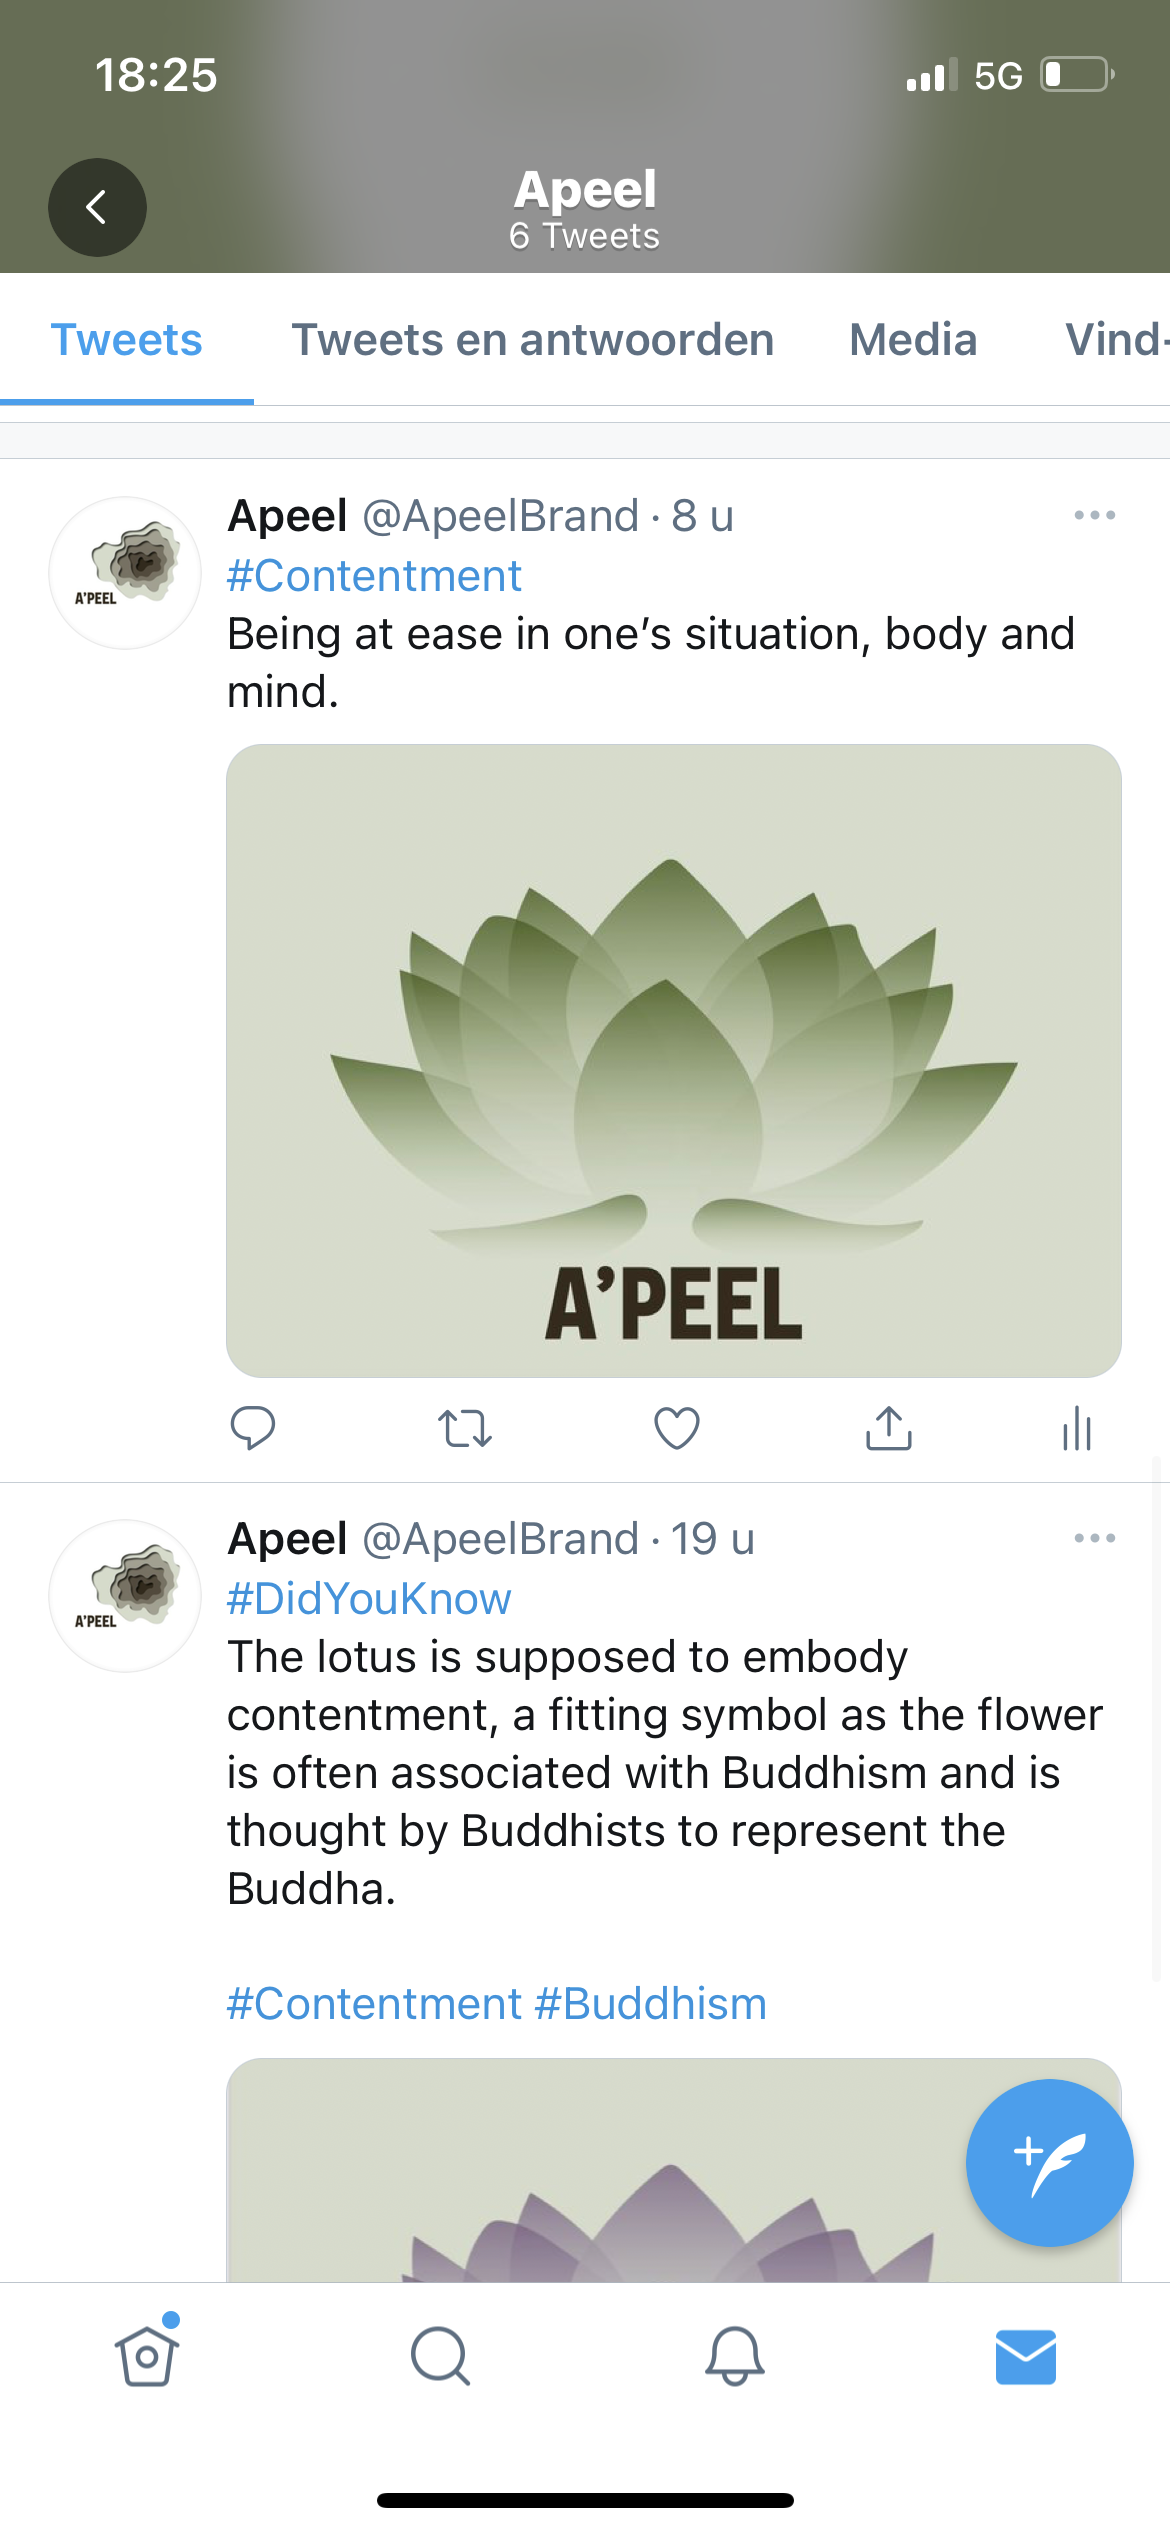 18:25
5G
Apeel
6 Tweets
Tweets
Tweets en antwoorden
Media
Vind-
Apeel @ApeelBrand · 8 u
#Contentment
Being at ease in one’s situation, body and
mind.
A'PEEL
A’PEEL
Apeel @ApeelBrand · 19 u
#DidYouKnow
The lotus is supposed to embody
contentment, a fitting symbol as the flower
is often associated with Buddhism and is
thought by Buddhists to represent the
Buddha.
#Contentment #Buddhism
A'PEEL